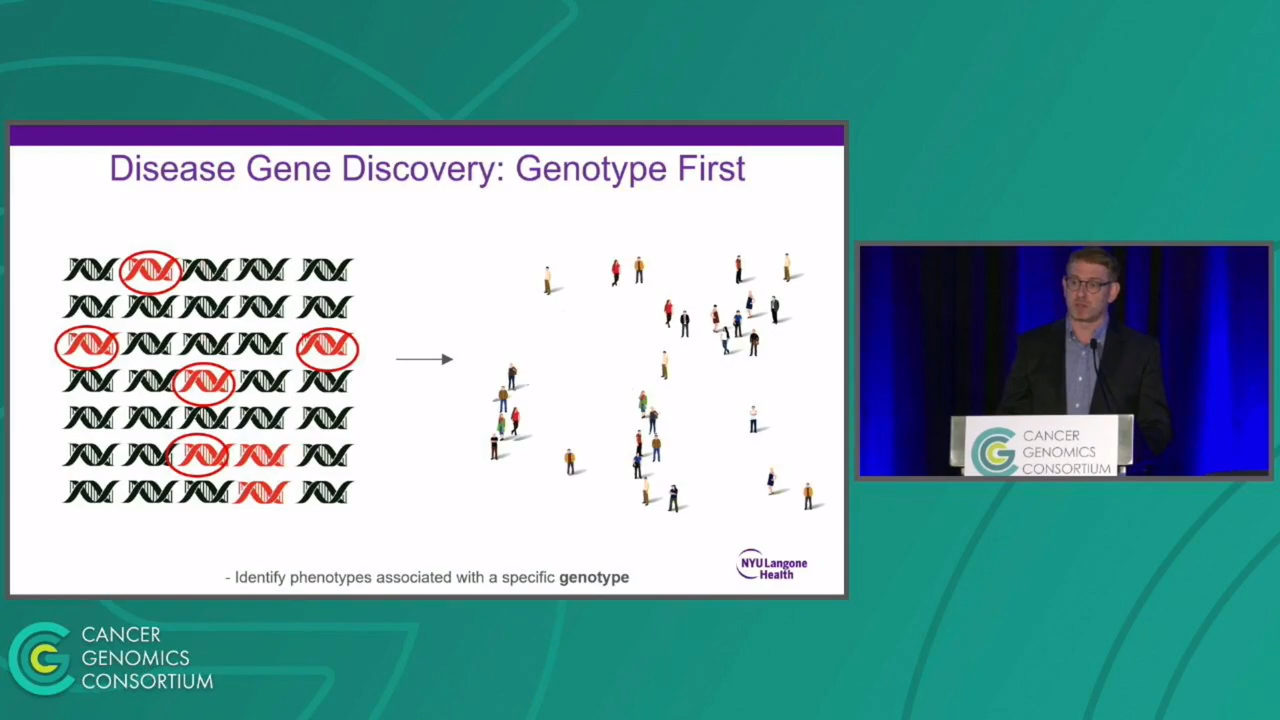 Disease Gene Discovery: Genotype First
- Identify phenotypes associated with a specific genotype
NYU Langone
Health
CANCER
GENOMICS
CONSORTIUM
CANCER
GENOMICS
CONSORTIUM